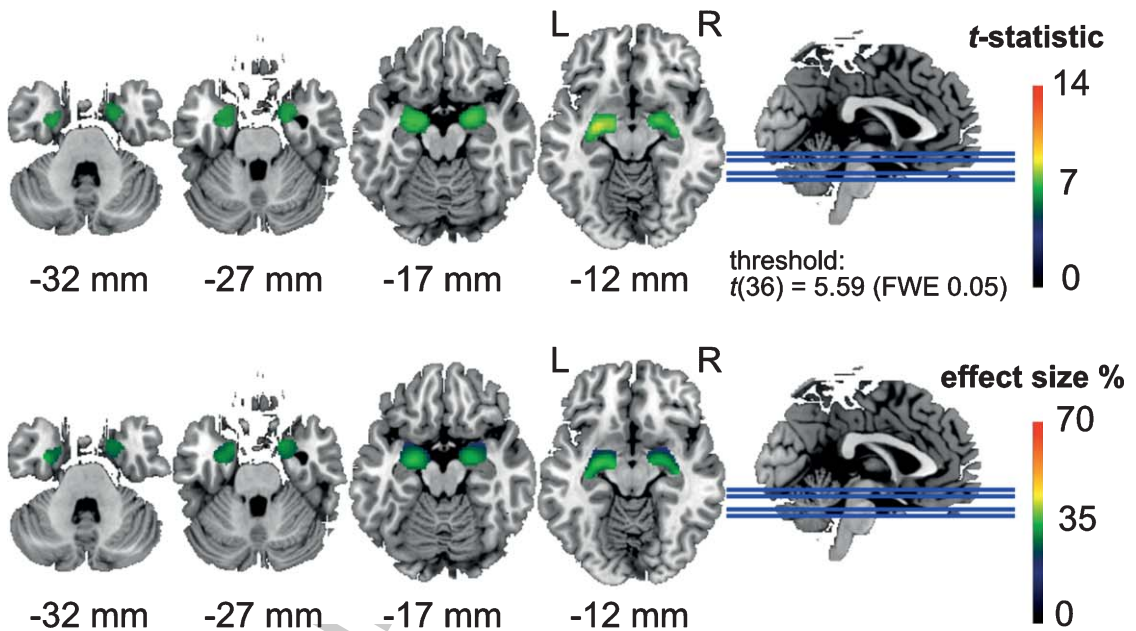 L R
t-statistic
14
7
0
-32 mm -27 mm -17 mm -12 mm
threshold:
t(36) = 5.59 (FWE 0.05)
L R
effect size %
70
35
0
-32 mm -27 mm -17 mm -12 mm